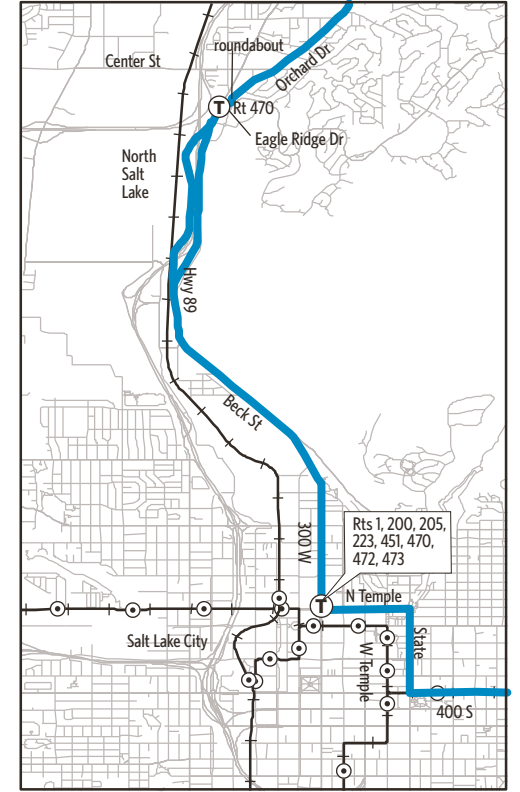 roundabout
Center St
Orchard Dr
T
Rt 470
Eagle Ridge Dr
North
Salt
Lake
Hwy 89
Beck St
300 W
Rts 1, 200, 205,
223, 451, 470,
472, 473
T
N Temple
Salt Lake City
W Temple
State
400 S